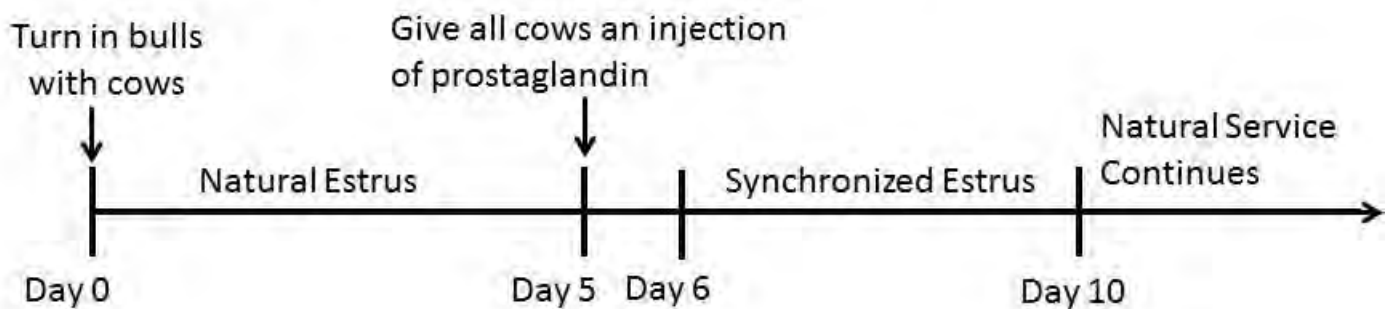 Turn in bulls
with cows
Give all cows an injection
of prostaglandin
Natural Estrus
Synchronized Estrus
Natural Service
Continues
Day 0
Day 5
Day 6
Day 10